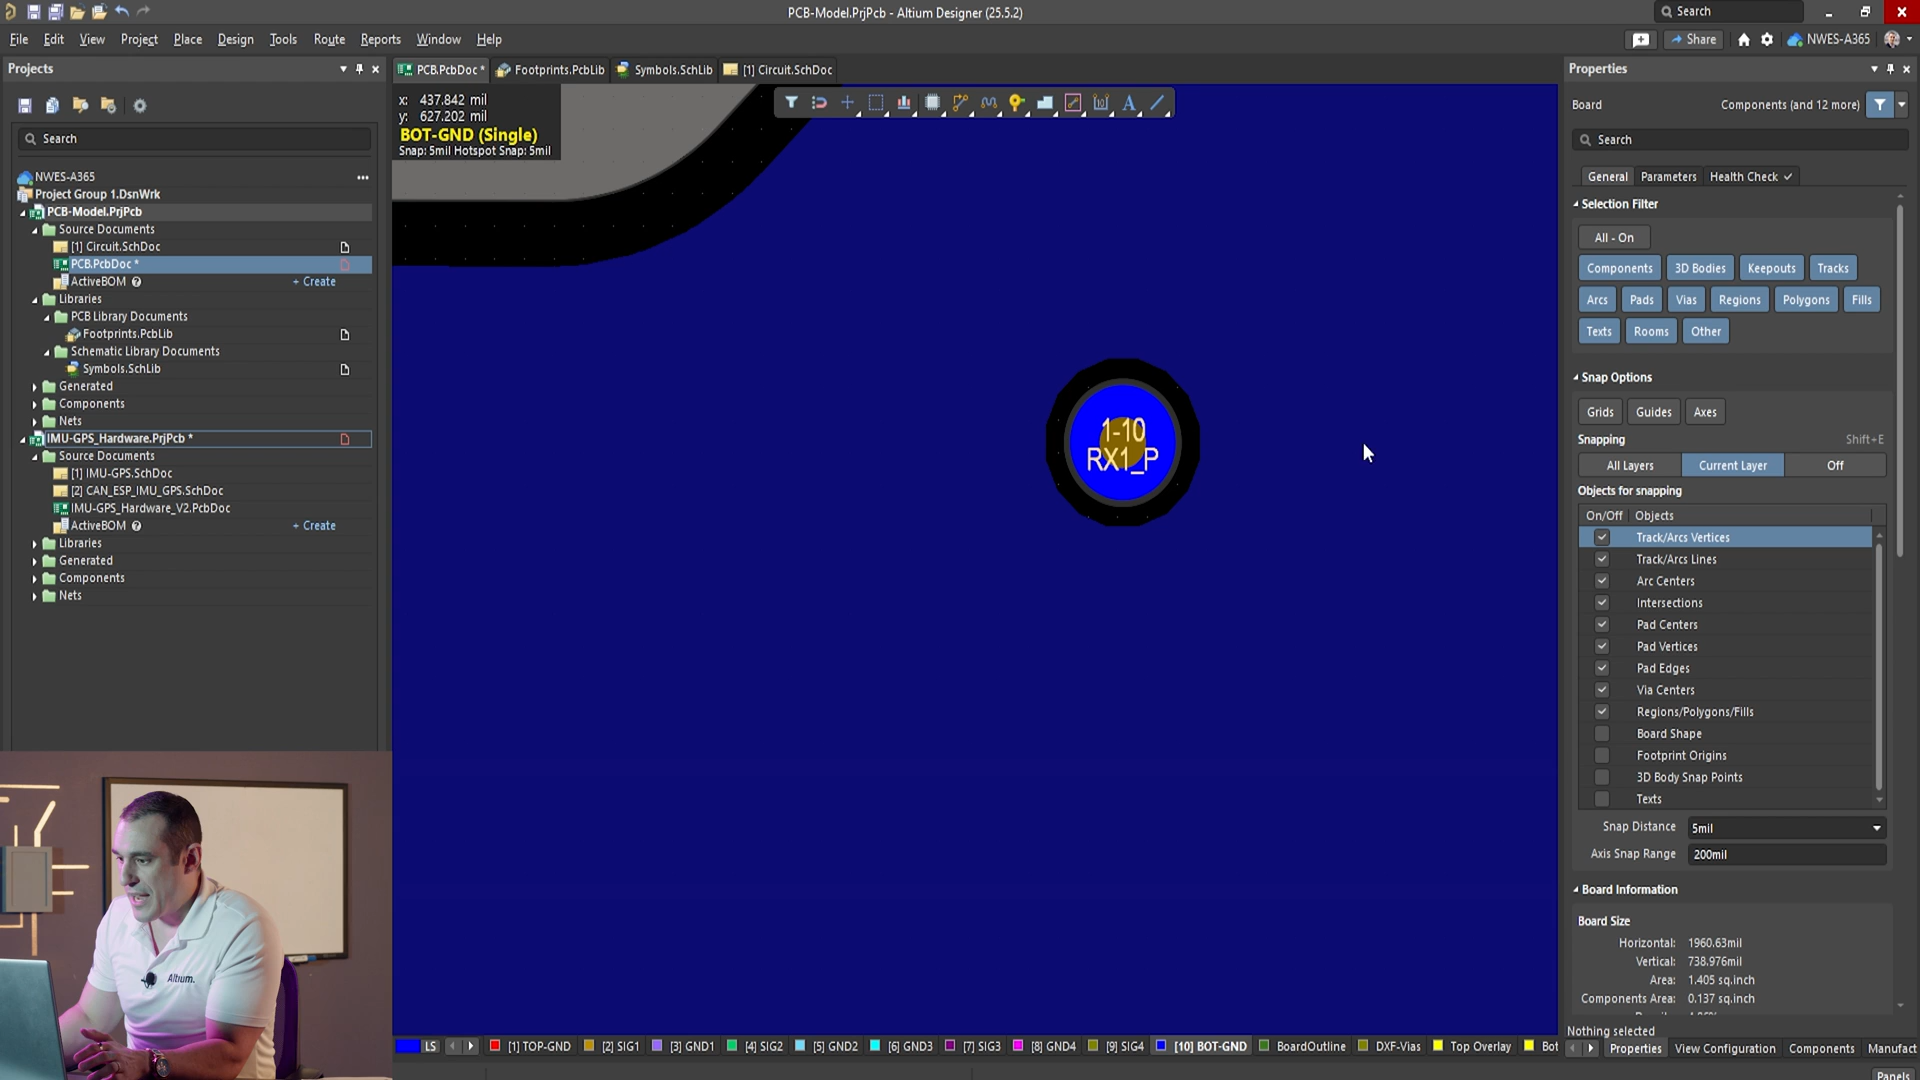 PCB-Model.PrjPcb - Altium Designer (25.5.2)
Search
File Edit View Project Place Design Tools Route Reports Window Help
Share
NWES-A365
Projects
PCB.PcbDoc *
Footprints.PcbLib
Symbols.SchLib
[1] Circuit.SchDoc
Properties
Search
NWES-A365
Project Group 1.DsnWrk
PCB-Model.PrjPcb
Source Documents
[1] Circuit.SchDoc
PCB.PcbDoc *
ActiveBOM
+ Create
Libraries
PCB Library Documents
Footprints.PcbLib
Schematic Library Documents
Symbols.SchLib
Generated
Components
Nets
IMU-GPS_Hardware.PrjPcb *
Source Documents
[1] IMU-GPS.SchDoc
[2] CAN_ESP_IMU_GPS.SchDoc
IMU-GPS_Hardware_V2.PcbDoc
ActiveBOM
+ Create
Libraries
Generated
Components
Nets
Altium.
x: 437.842 mil
y: 627.202 mil
BOT-GND (Single)
Snap: 5mil Hotspot Snap: 5mil
1-10
RX1_P
Board
Components (and 12 more)
Search
General Parameters Health Check
Selection Filter
All - On
Components 3D Bodies Keepouts Tracks
Arcs Pads Vias Regions Polygons Fills
Texts Rooms Other
Snap Options
Grids Guides Axes
Snapping
Shift+E
All Layers Current Layer Off
Objects for snapping
On/Off Objects
Track/Arcs Vertices
Track/Arcs Lines
Arc Centers
Intersections
Pad Centers
Pad Vertices
Pad Edges
Via Centers
Regions/Polygons/Fills
Board Shape
Footprint Origins
3D Body Snap Points
Texts
Snap Distance 5mil
Axis Snap Range 200mil
Board Information
Board Size
Horizontal: 1960.63mil
Vertical: 738.976mil
Area: 1.405 sq.inch
Components Area: 0.137 sq.inch
Nothing selected
LS [1] TOP-GND [2] SIG1 [3] GND1 [4] SIG2 [5] GND2 [6] GND3 [7] SIG3 [8] GND4 [9] SIG4 [10] BOT-GND BoardOutline DXF-Vias Top Overlay Bot
Properties View Configuration Components Manufact
Panels